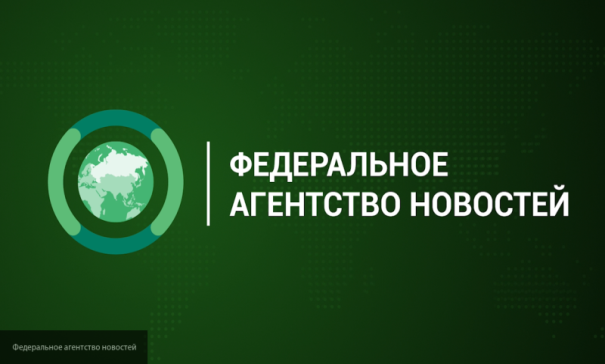 ФЕДЕРАЛЬНОЕ
АГЕНТСТВО НОВОСТЕЙ
Федеральное агентство новостей